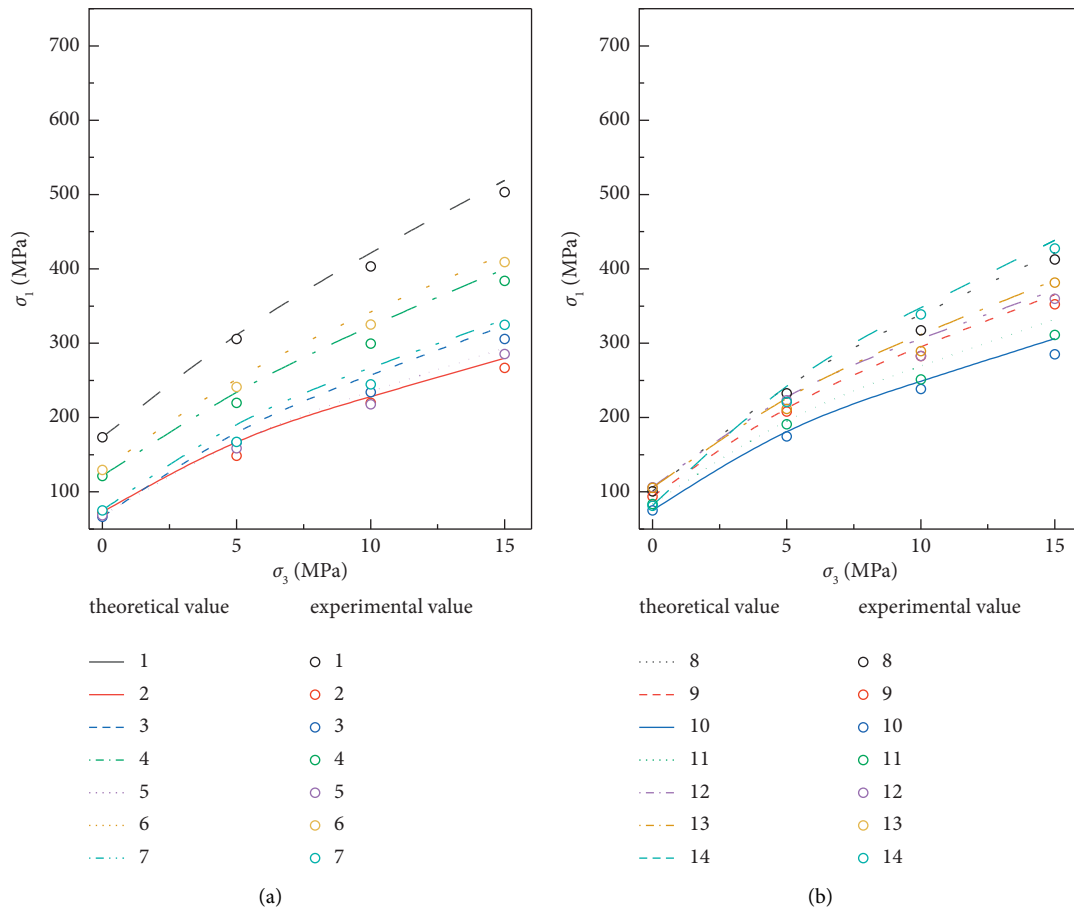 700
600
500
400
300
200
100
σ1 (MPa)
0 5 10 15
σ3 (MPa)
theoretical value experimental value
1 1
2 2
3 3
4 4
5 5
6 6
7 7
(a)
700
600
500
400
300
200
100
σ1 (MPa)
0 5 10 15
σ3 (MPa)
theoretical value experimental value
8 8
9 9
10 10
11 11
12 12
13 13
14 14
(b)